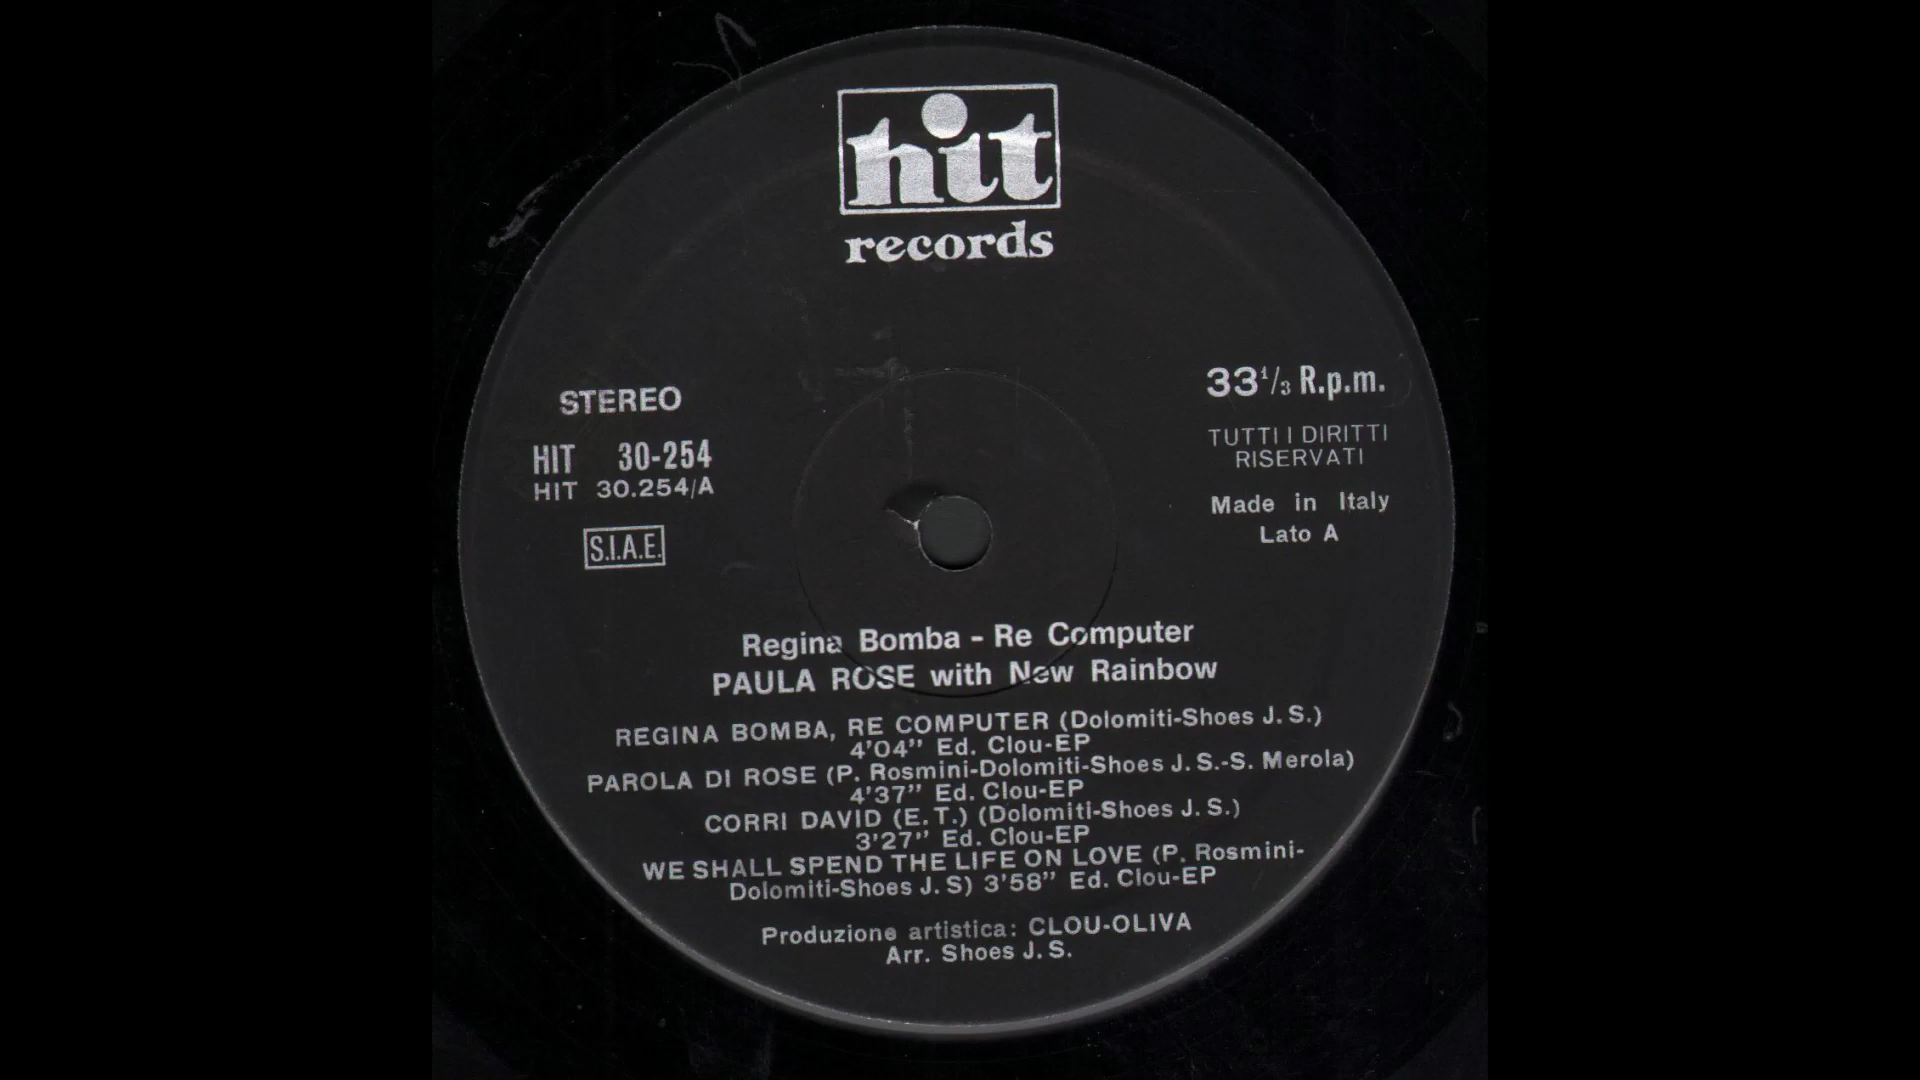 hit
records
STEREO
HIT 30-254
HIT 30.254/A
S.I.A.E.
33 1/3 R.p.m.
TUTTI I DIRITTI
RISERVATI
Made in Italy
Lato A
Regina Bomba - Re Computer
PAULA ROSE with New Rainbow
REGINA BOMBA, RE COMPUTER (Dolomiti-Shoes J. S.)
4'04" Ed. Clou-EP
PAROLA DI ROSE (P. Rosmini-Dolomiti-Shoes J. S.-S. Merola)
4'37" Ed. Clou-EP
CORRI DAVID (E. T.) (Dolomiti-Shoes J. S.)
3'27" Ed. Clou-EP
WE SHALL SPEND THE LIFE ON LOVE (P. Rosmini-
Dolomiti-Shoes J. S) 3'58" Ed. Clou-EP
Produzione artistica: CLOU-OLIVA
Arr. Shoes J. S.